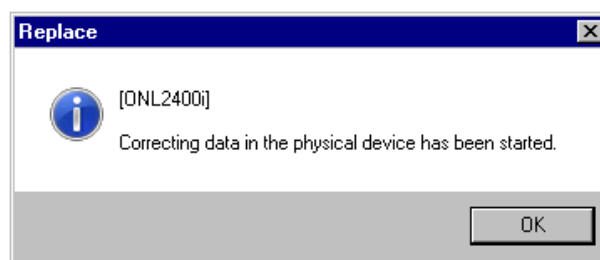 Replace
[ONL2400i]
Correcting data in the physical device has been started.
OK